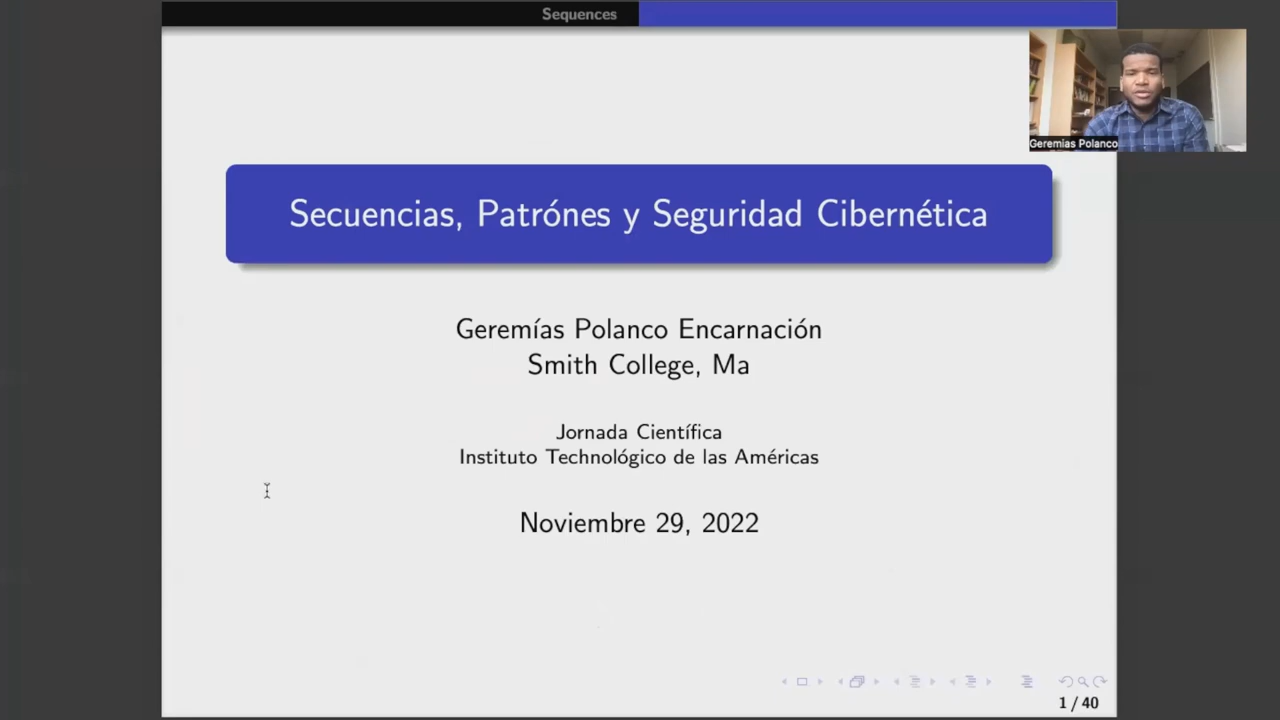 Sequences
Geremias Polanco
Secuencias, Patrónes y Seguridad Cibernética
Geremías Polanco Encarnación
Smith College, Ma
Jornada Científica
Instituto Technológico de las Américas
Noviembre 29, 2022
1 / 40